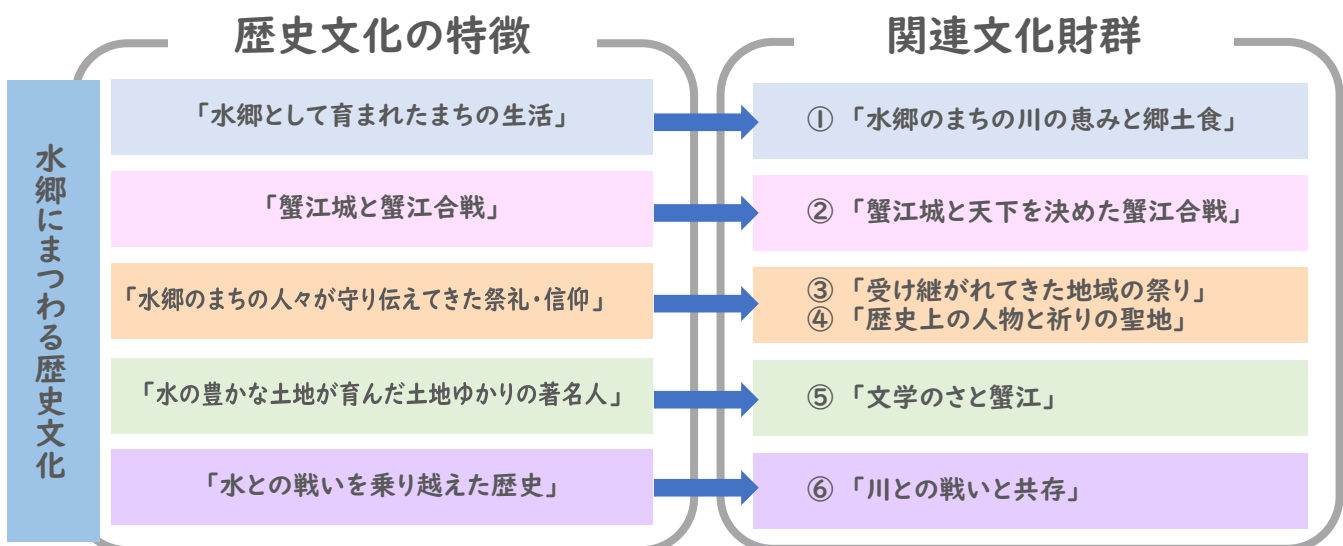 歴史文化の特徴
関連文化財群
水郷にまつわる歴史文化
「水郷として育まれたまちの生活」
①「水郷のまちの川の恵みと郷土食」
「蟹江城と蟹江合戦」
②「蟹江城と天下を決めた蟹江合戦」
「水郷のまちの人々が守り伝えてきた祭礼・信仰」
③「受け継がれてきた地域の祭り」
④「歴史上の人物と祈りの聖地」
「水の豊かな土地が育んだ土地ゆかりの著名人」
⑤「文学のさと蟹江」
「水との戦いを乗り越えた歴史」
⑥「川との戦いと共存」